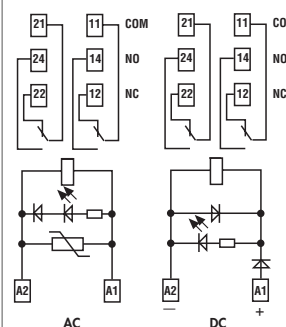 21 11 COM 21 11 CO
24 14 NO 24 14 NO
22 12 NC 22 12 NC
A2 A1 A2 A1
— +
AC DC